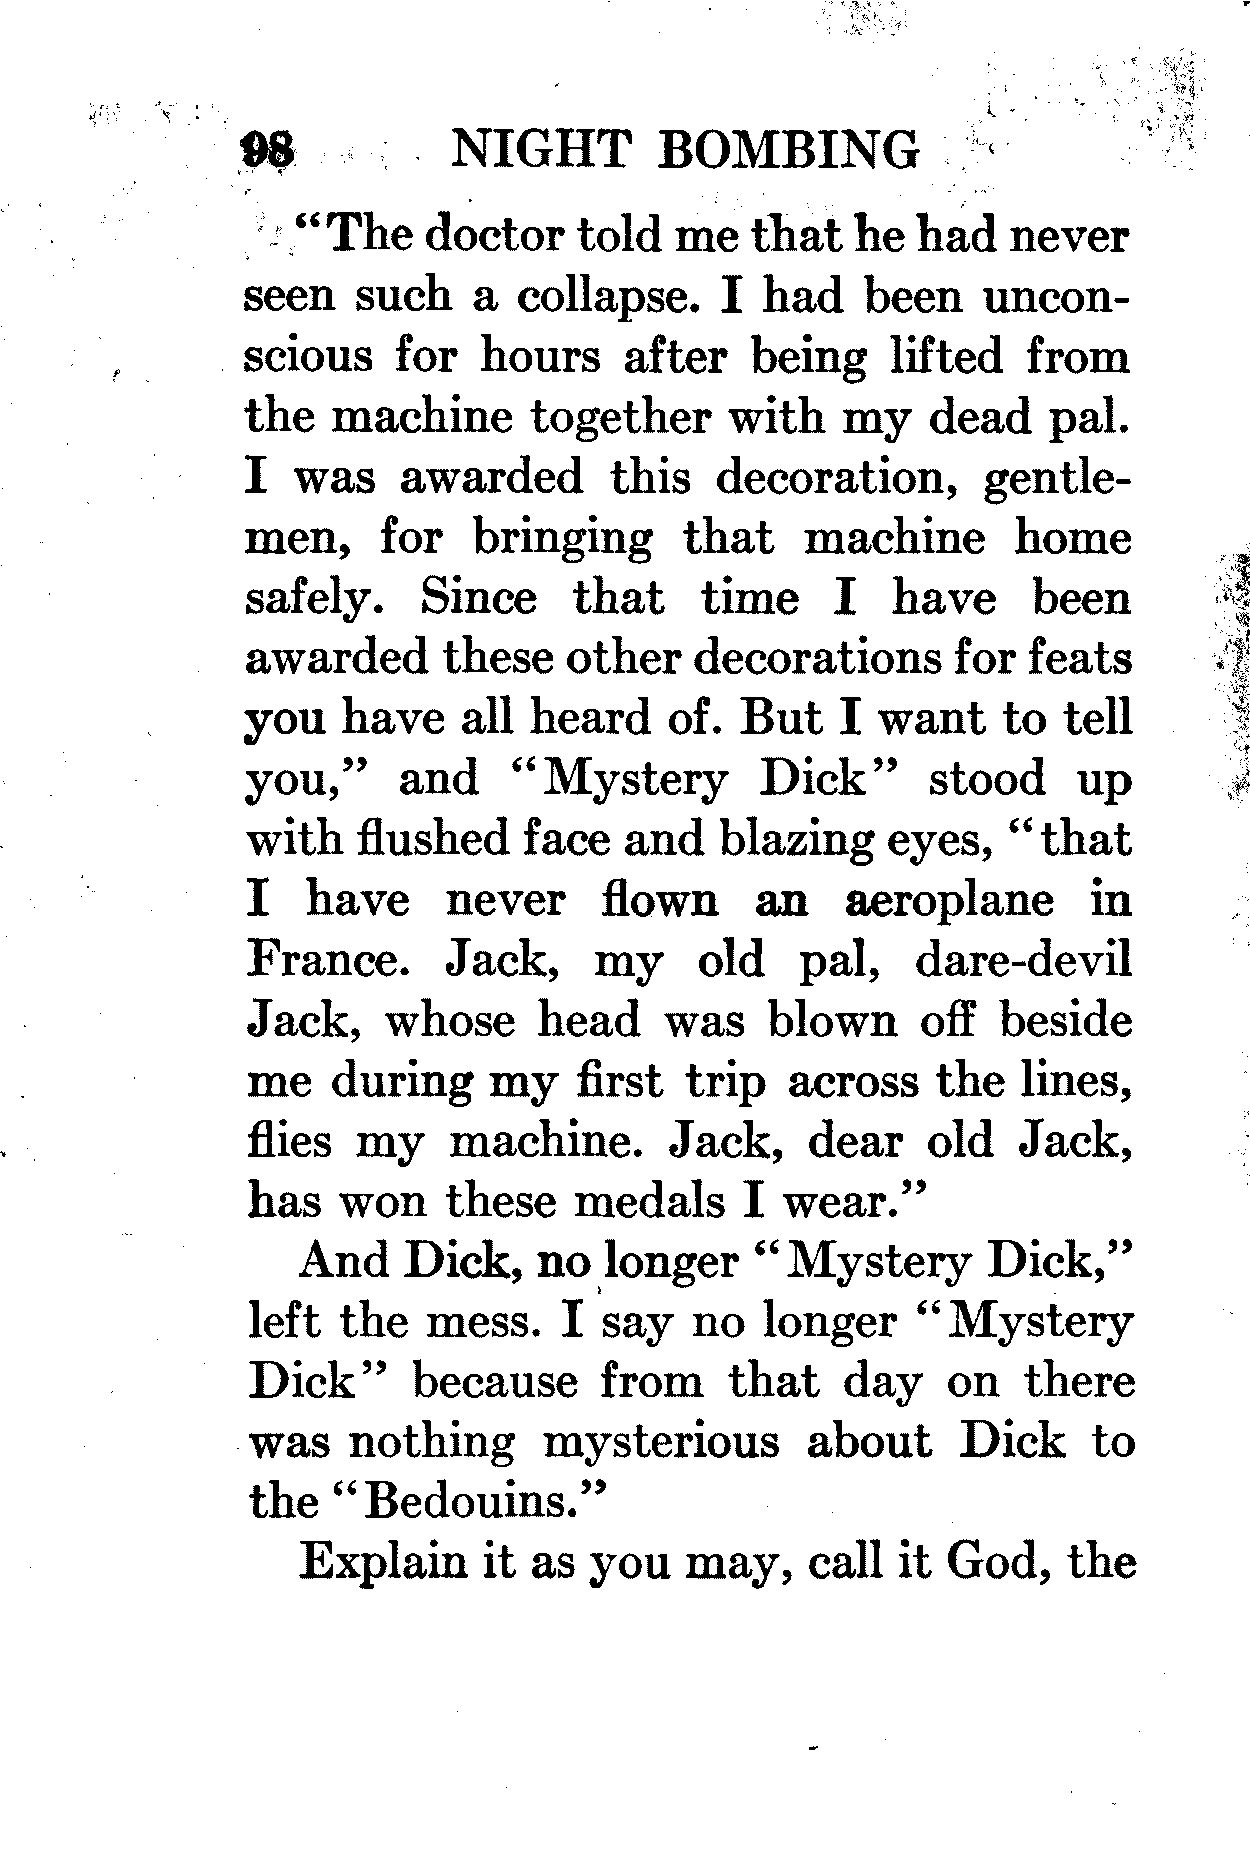 98 NIGHT BOMBING
"The doctor told me that he had never
seen such a collapse. I had been uncon-
scious for hours after being lifted from
the machine together with my dead pal.
I was awarded this decoration, gentle-
men, for bringing that machine home
safely. Since that time I have been
awarded these other decorations for feats
you have all heard of. But I want to tell
you," and "Mystery Dick" stood up
with flushed face and blazing eyes, "that
I have never flown an aeroplane in
France. Jack, my old pal, dare-devil
Jack, whose head was blown off beside
me during my first trip across the lines,
flies my machine. Jack, dear old Jack,
has won these medals I wear."
And Dick, no longer "Mystery Dick,"
left the mess. I say no longer "Mystery
Dick" because from that day on there
was nothing mysterious about Dick to
the "Bedouins."
Explain it as you may, call it God, the